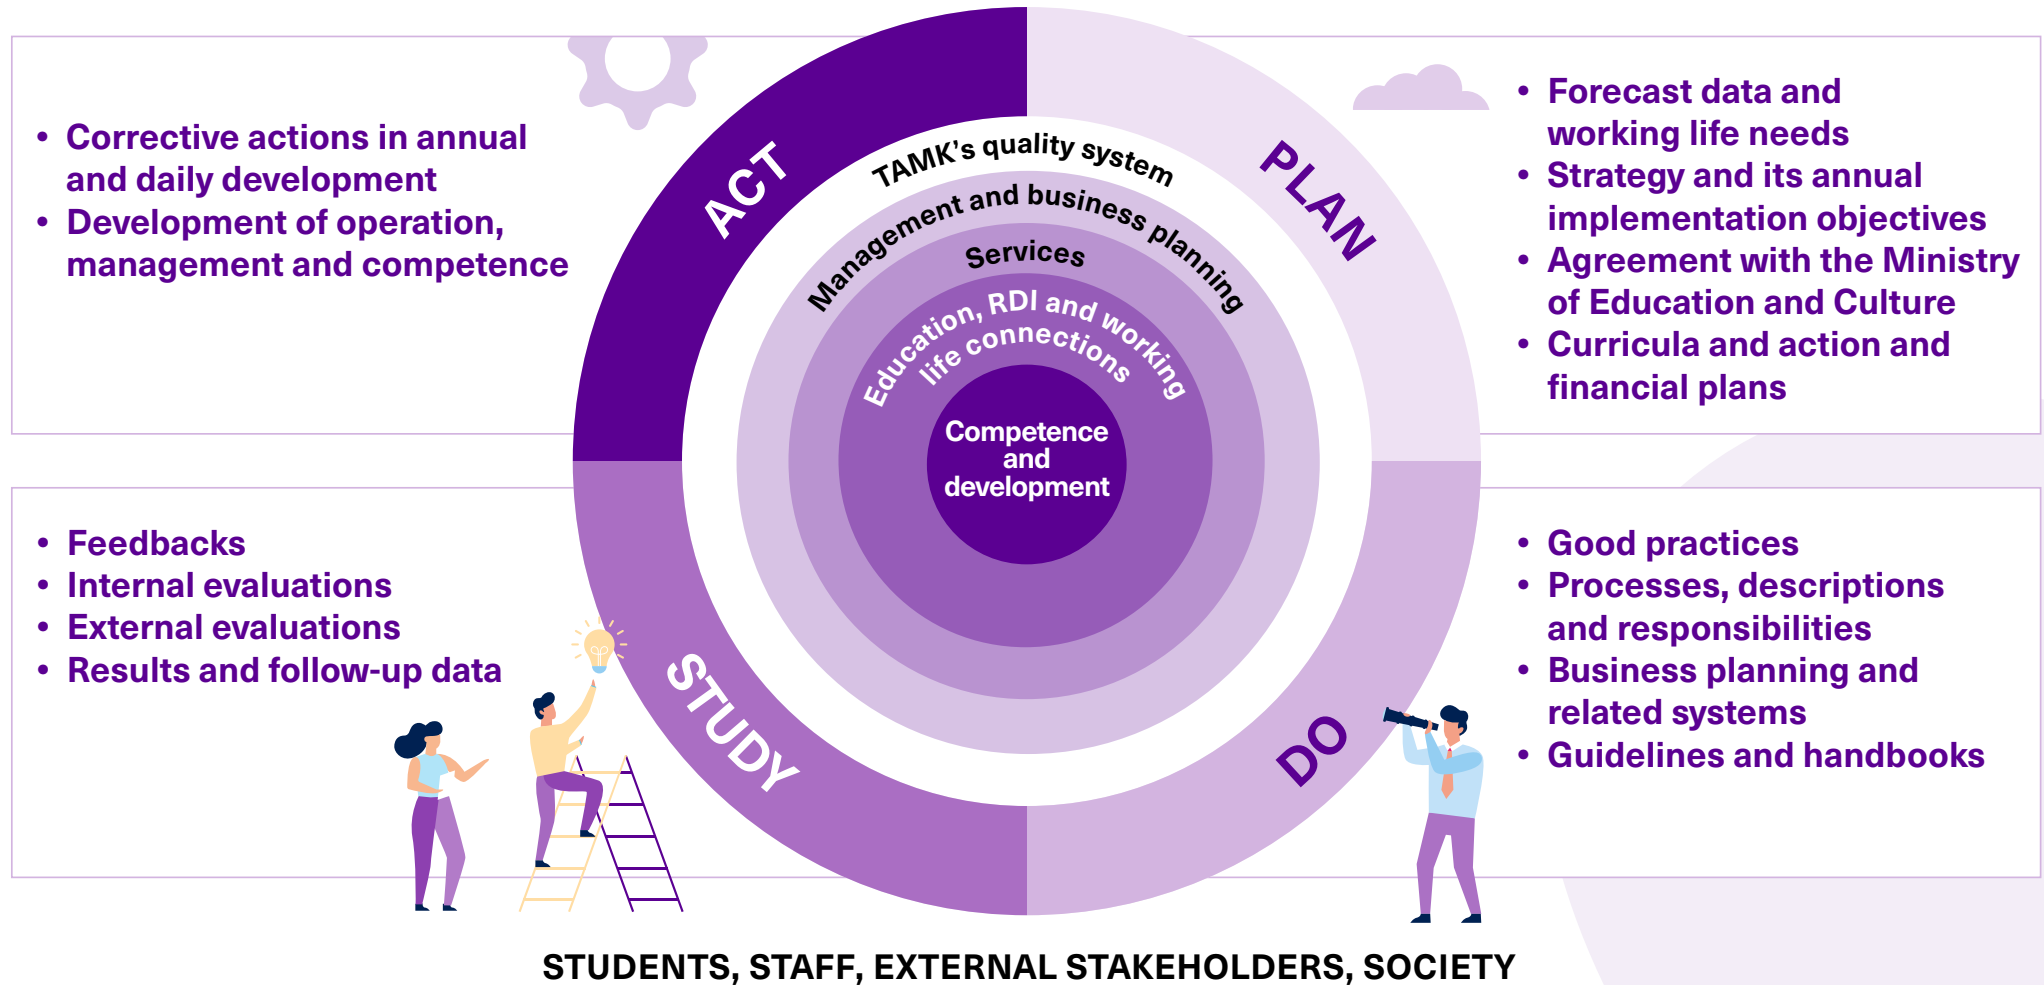 • Corrective actions in annual
and daily development
• Development of operation,
management and competence
ACT
PLAN
• Forecast data and
working life needs
• Strategy and its annual
implementation objectives
• Agreement with the Ministry
of Education and Culture
• Curricula and action and
financial plans
TAMK's quality system
Management and business planning
Services
Education, RDI and working
life connections
Competence
and
development
• Feedbacks
• Internal evaluations
• External evaluations
• Results and follow-up data
STUDY
DO
• Good practices
• Processes, descriptions
and responsibilities
• Business planning and
related systems
• Guidelines and handbooks
STUDENTS, STAFF, EXTERNAL STAKEHOLDERS, SOCIETY